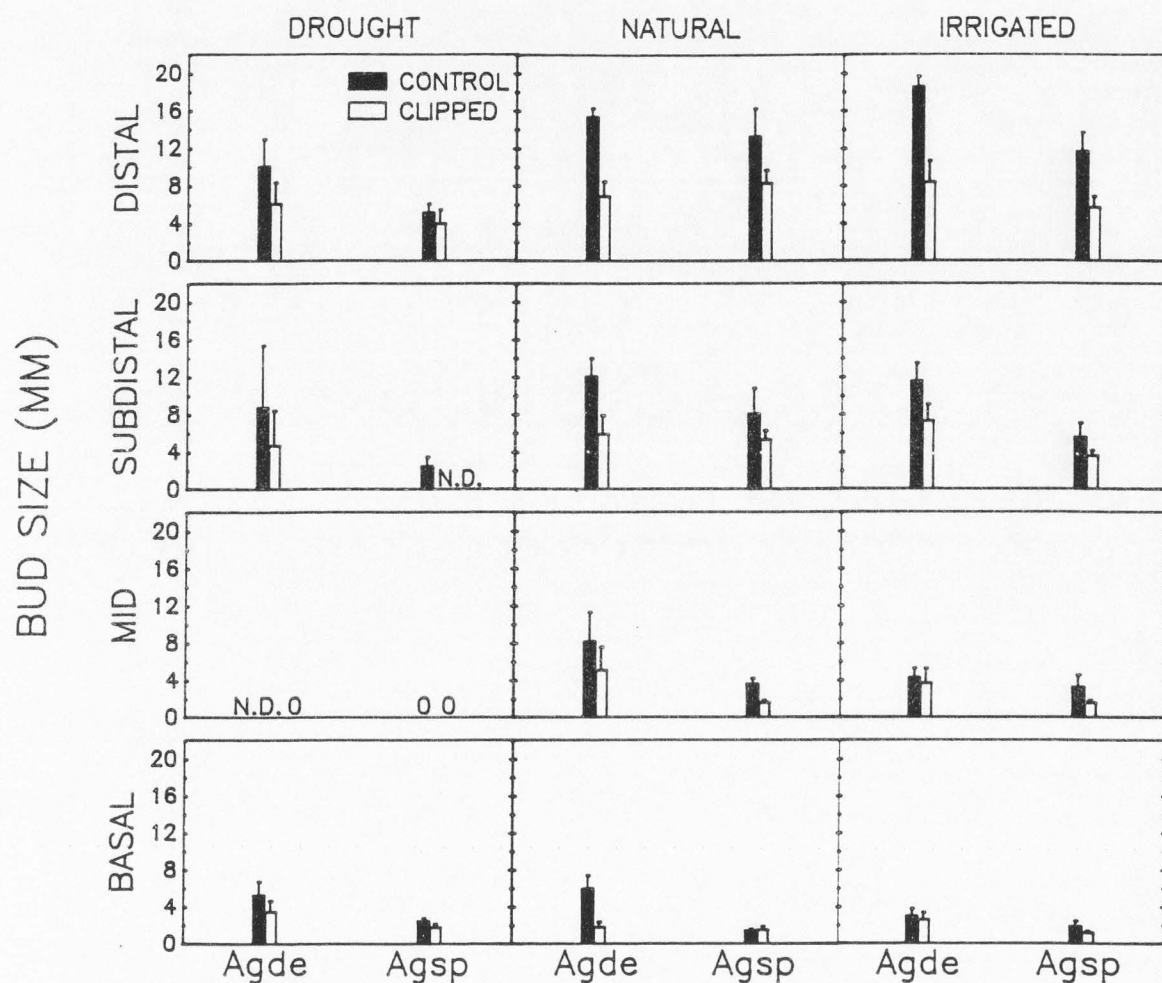 DROUGHT NATURAL IRRIGATED
BUD SIZE (MM)
DISTAL
20
16
12
8
4
0
CONTROL
CLIPPED
SUBDISTAL
20
16
12
8
4
0
N.D.
MID
20
16
12
8
4
0
N.D. 0 0 0
BASAL
20
16
12
8
4
0
Agde Agsp Agde Agsp Agde Agsp